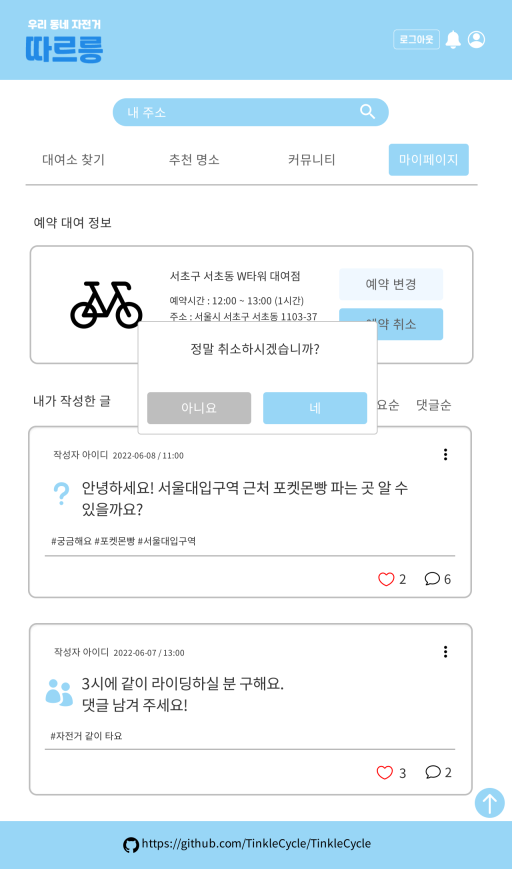 우리 동네 자전거
따르릉
로그아웃
내 주소
대여소 찾기
추천 명소
커뮤니티
마이페이지
예약 대여 정보
서초구 서초동 W타워 대여점
예약시간 : 12:00 ~ 13:00 (1시간)
주소 : 서울시 서초구 서초동 1103-37
예약 변경
예약 취소
정말 취소하시겠습니까?
아니요
네
내가 작성한 글
요순
댓글순
작성자 아이디 2022-06-08 / 11:00
안녕하세요! 서울대입구역 근처 포켓몬빵 파는 곳 알 수
있을까요?
#궁금해요 #포켓몬빵 #서울대입구역
2
6
작성자 아이디 2022-06-07 / 13:00
3시에 같이 라이딩하실 분 구해요.
댓글 남겨 주세요!
#자전거 같이 타요
3
2
https://github.com/TinkleCycle/TinkleCycle